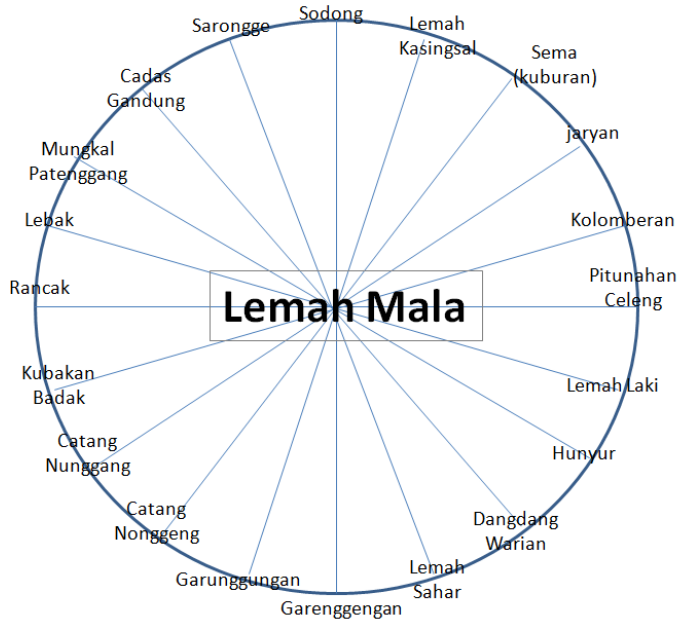 Sodong
Lemah
Kasingsal
Sema
(kuburan)
jaryan
Kolomberan
Pitunahan
Celeng
Lemah Laki
Hunyur
Dangdang
Warian
Lemah
Sahar
Garenggengan
Garunggungan
Catang
Nonggeng
Catang
Nunggang
Kubakan
Badak
Rancak
Lebak
Mungkal
Patenggang
Cadas
Gandung
Sarongge
Lemah Mala